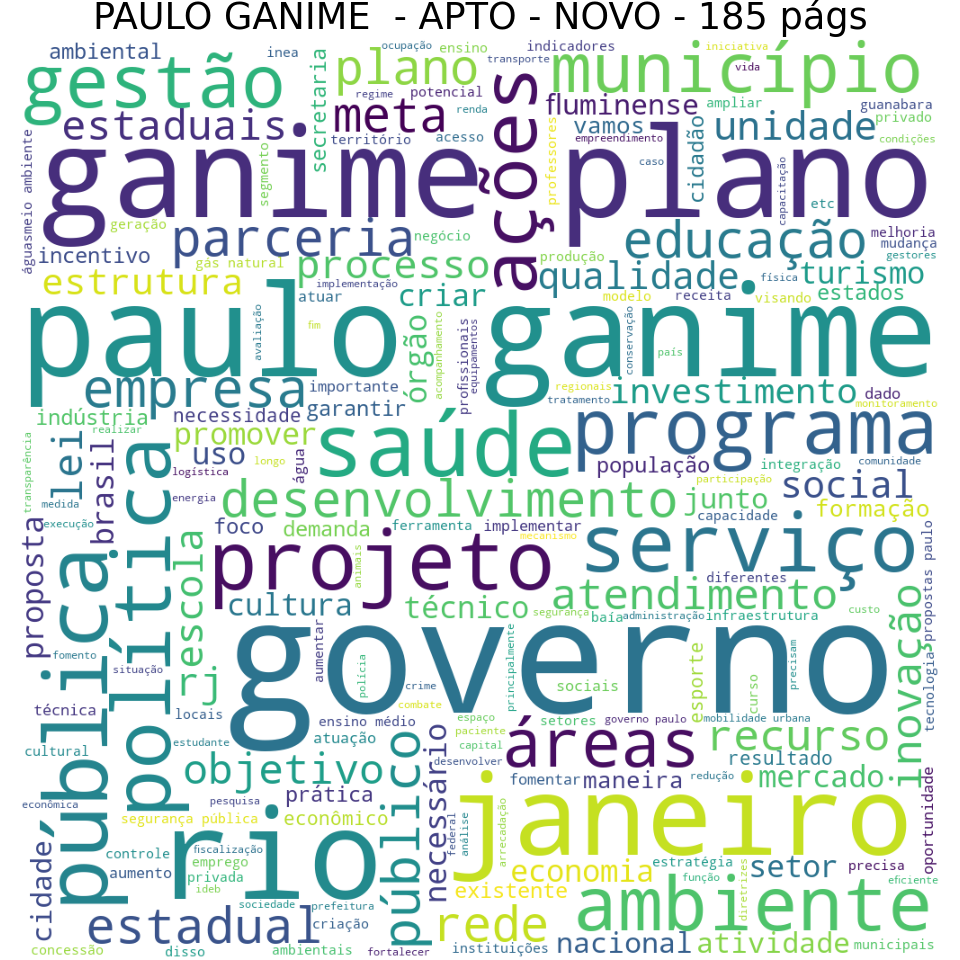 PAULO GANIME - APTO - NOVO - 185 págs
ambiental inea secretaria plano ocupação ensino indicadores município iniciativa
gestão regime potencial transporte vida
meta renda ações fluminense ampliar guanabara
estaduais território acesso professores vamos empreendimento cidadão unidade privado condições
águasmeio ambiente ganime segmento plano caso capacitação etc
geração parceria negócio produção educação melhoria
incentivo gás natural processo qualidade física mudança gestores
estrutura implementação atuar criar modelo receita visando turismo estados
paulo ganime avaliação fim órgão acompanhamento profissionais equipamentos conservação país
empresa importante regionais tratamento investimento dado monitoramento
indústria necessidade garantir programa
realizar promover saúde
transparência lei brasil uso logística longo água população integração comunidade
medida política energia desenvolvimento participação junto social
execução foco demanda ferramenta implementar capacidade formação
proposta pública escola projeto animais mecanismo serviço
diferentes
cultura técnico segurança atendimento
baía administração infraestrutura custo
fomento situação rj aumentar governo polícia crime principalmente sociais esporte curso precisam inovação tecnologia propostas paulo
técnica locais ensino médio combate espaço setores governo paulo mobilidade urbana
cultural estudante atuação público necessário paciente capital áreas recurso
objetivo desenvolver resultado
econômica pesquisa prática fomentar maneira redução mercado
segurança pública rio econômico federal análise arrecadação janeiro oportunidade
cidade controle fiscalização
aumento privada emprego economia estratégia setor precisa
ideb existente função diretrizes eficiente
estadual sociedade prefeitura criação rede ambiente
concessão disso ambientais fortalecer instituições nacional atividade municipais